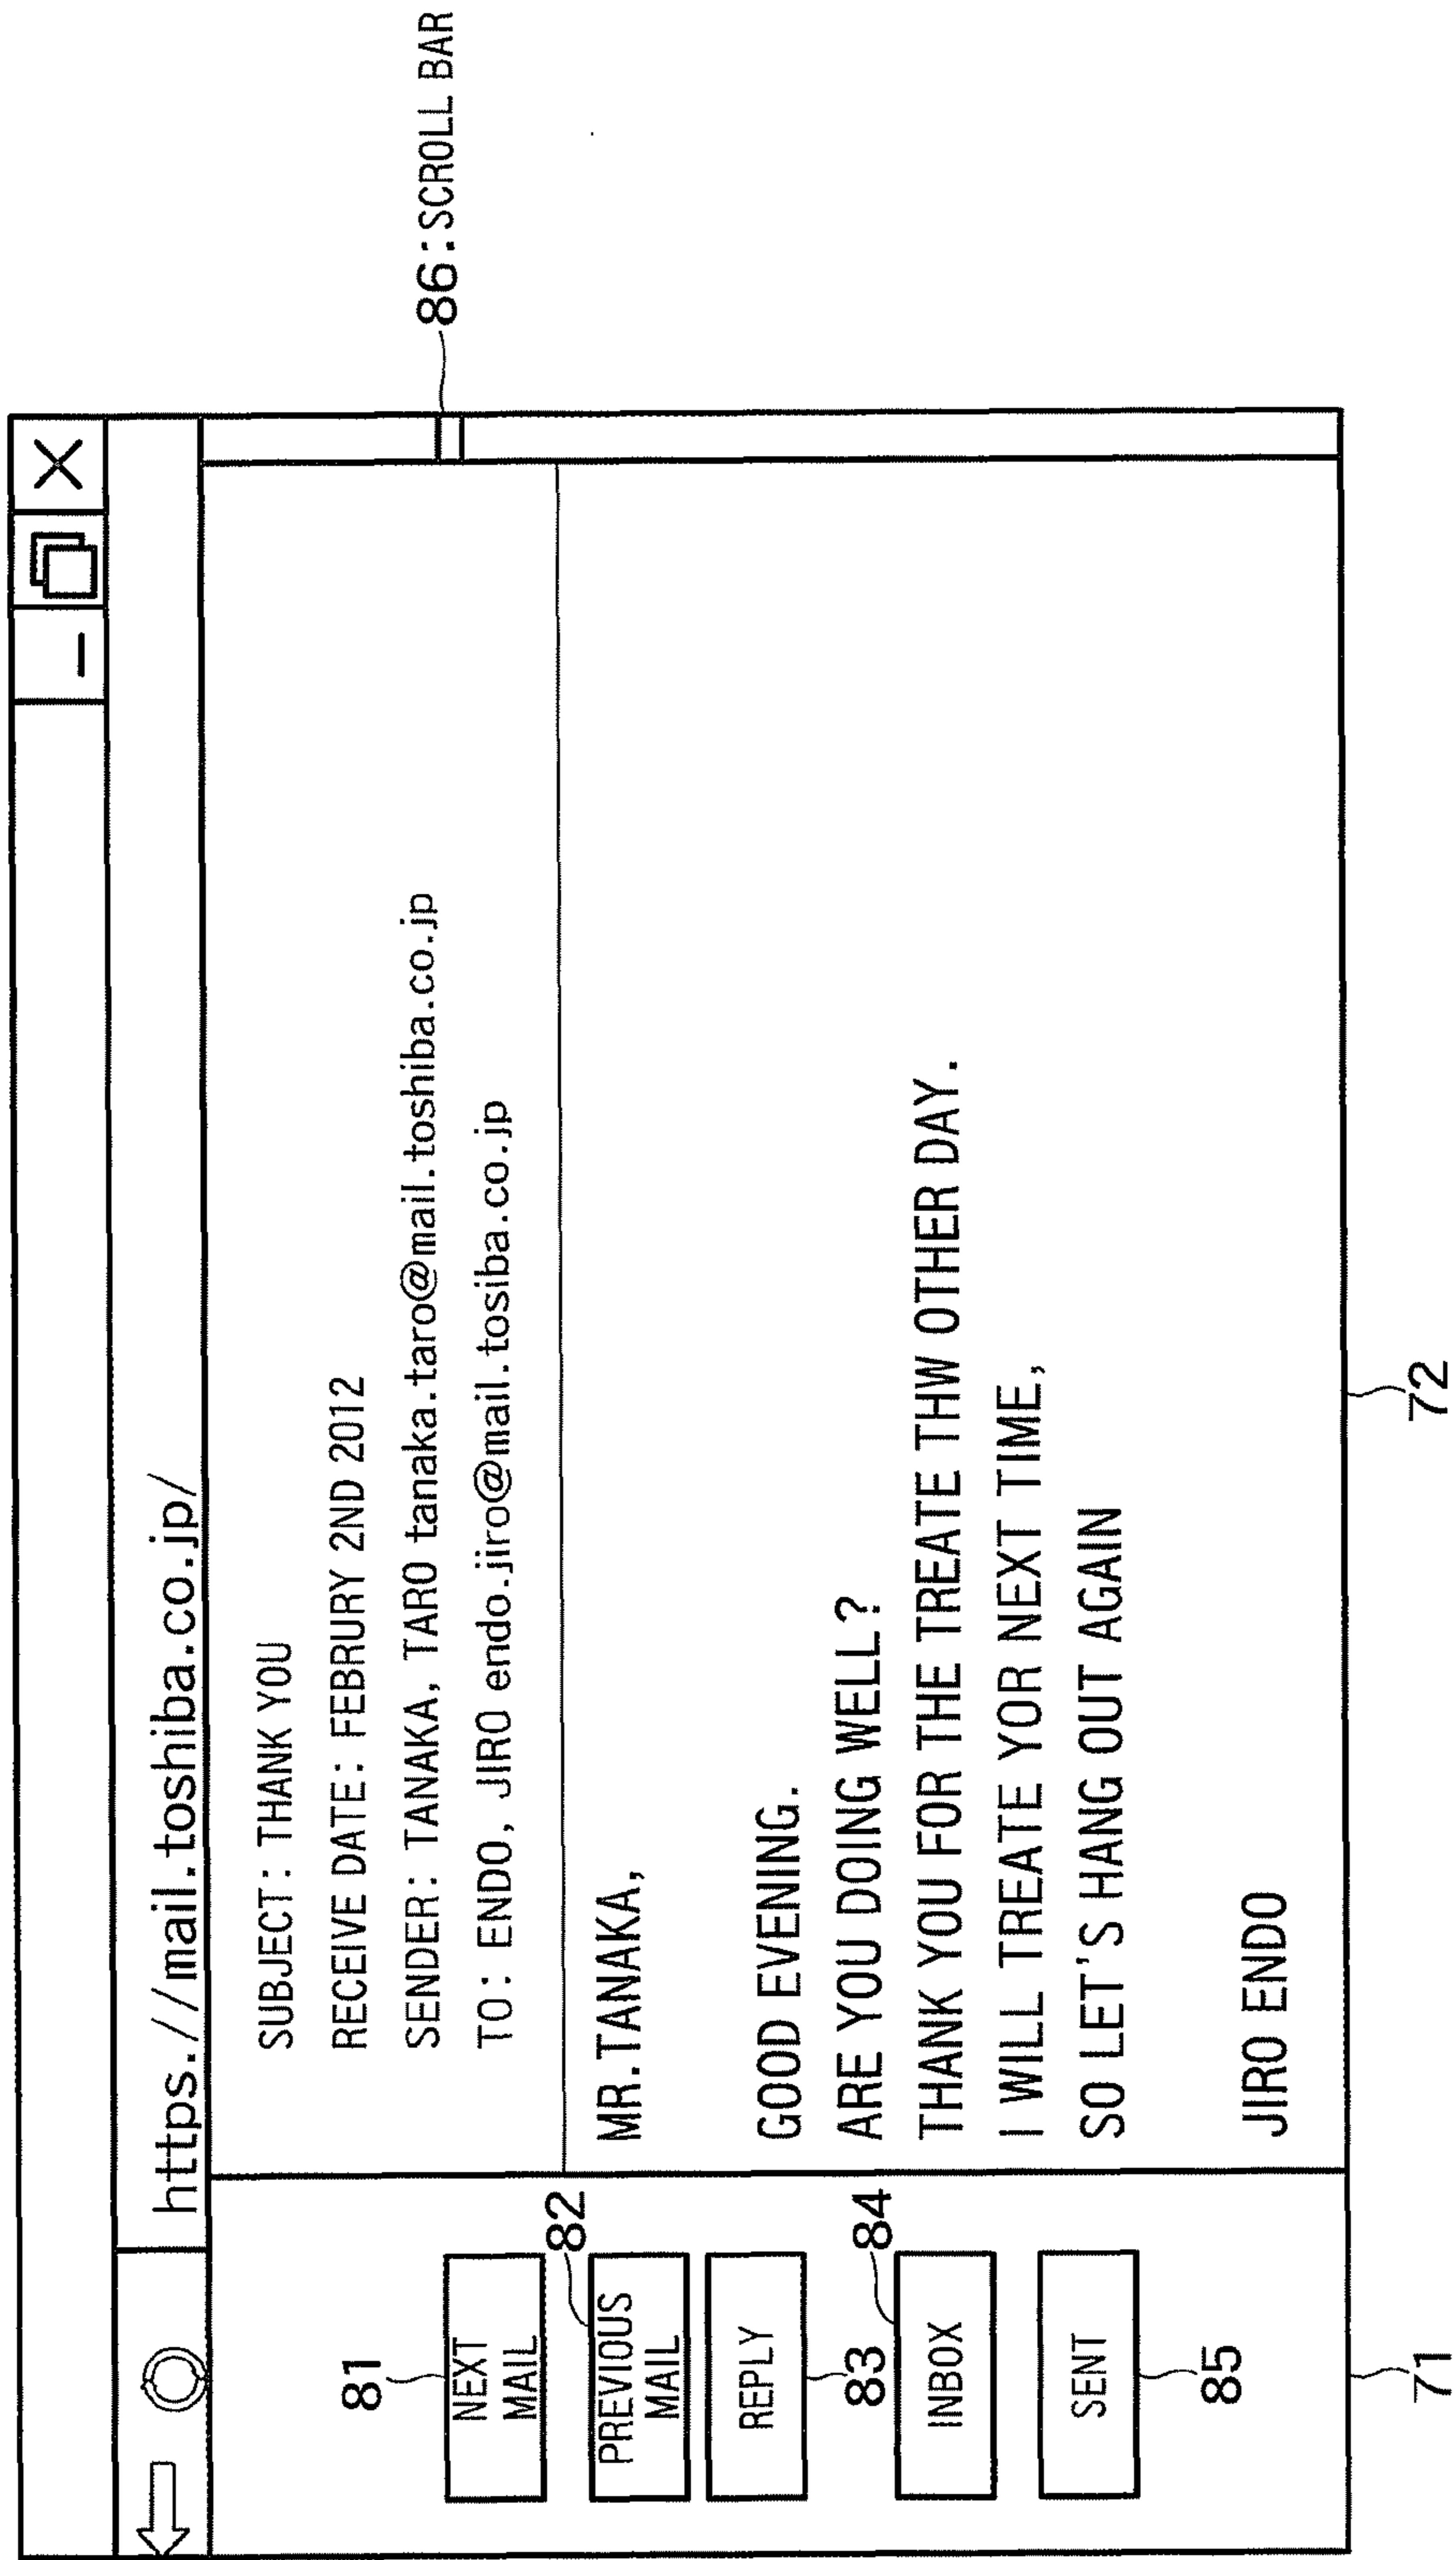 https.//mail.toshiba.co.jp/
SUBJECT: THANK YOU
RECEIVE DATE: FEBRURY 2ND 2012
SENDER: TANAKA, TARO tanaka.taro@mail.toshiba.co.jp
TO: ENDO, JIRO endo.jiro@mail.tosiba.co.jp
86:SCROLL BAR
81
NEXT
MAIL
82
PREVIOUS
MAIL
REPLY
83
84
INBOX
SENT
85
MR.TANAKA,
GOOD EVENING.
ARE YOU DOING WELL?
THANK YOU FOR THE TREATE THW OTHER DAY.
I WILL TREATE YOR NEXT TIME,
SO LET'S HANG OUT AGAIN
JIRO ENDO
71
72